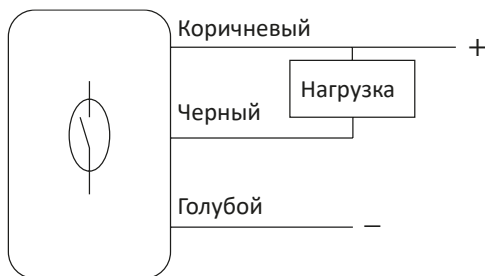 Коричневый
+
Нагрузка
Черный
Голубой
−